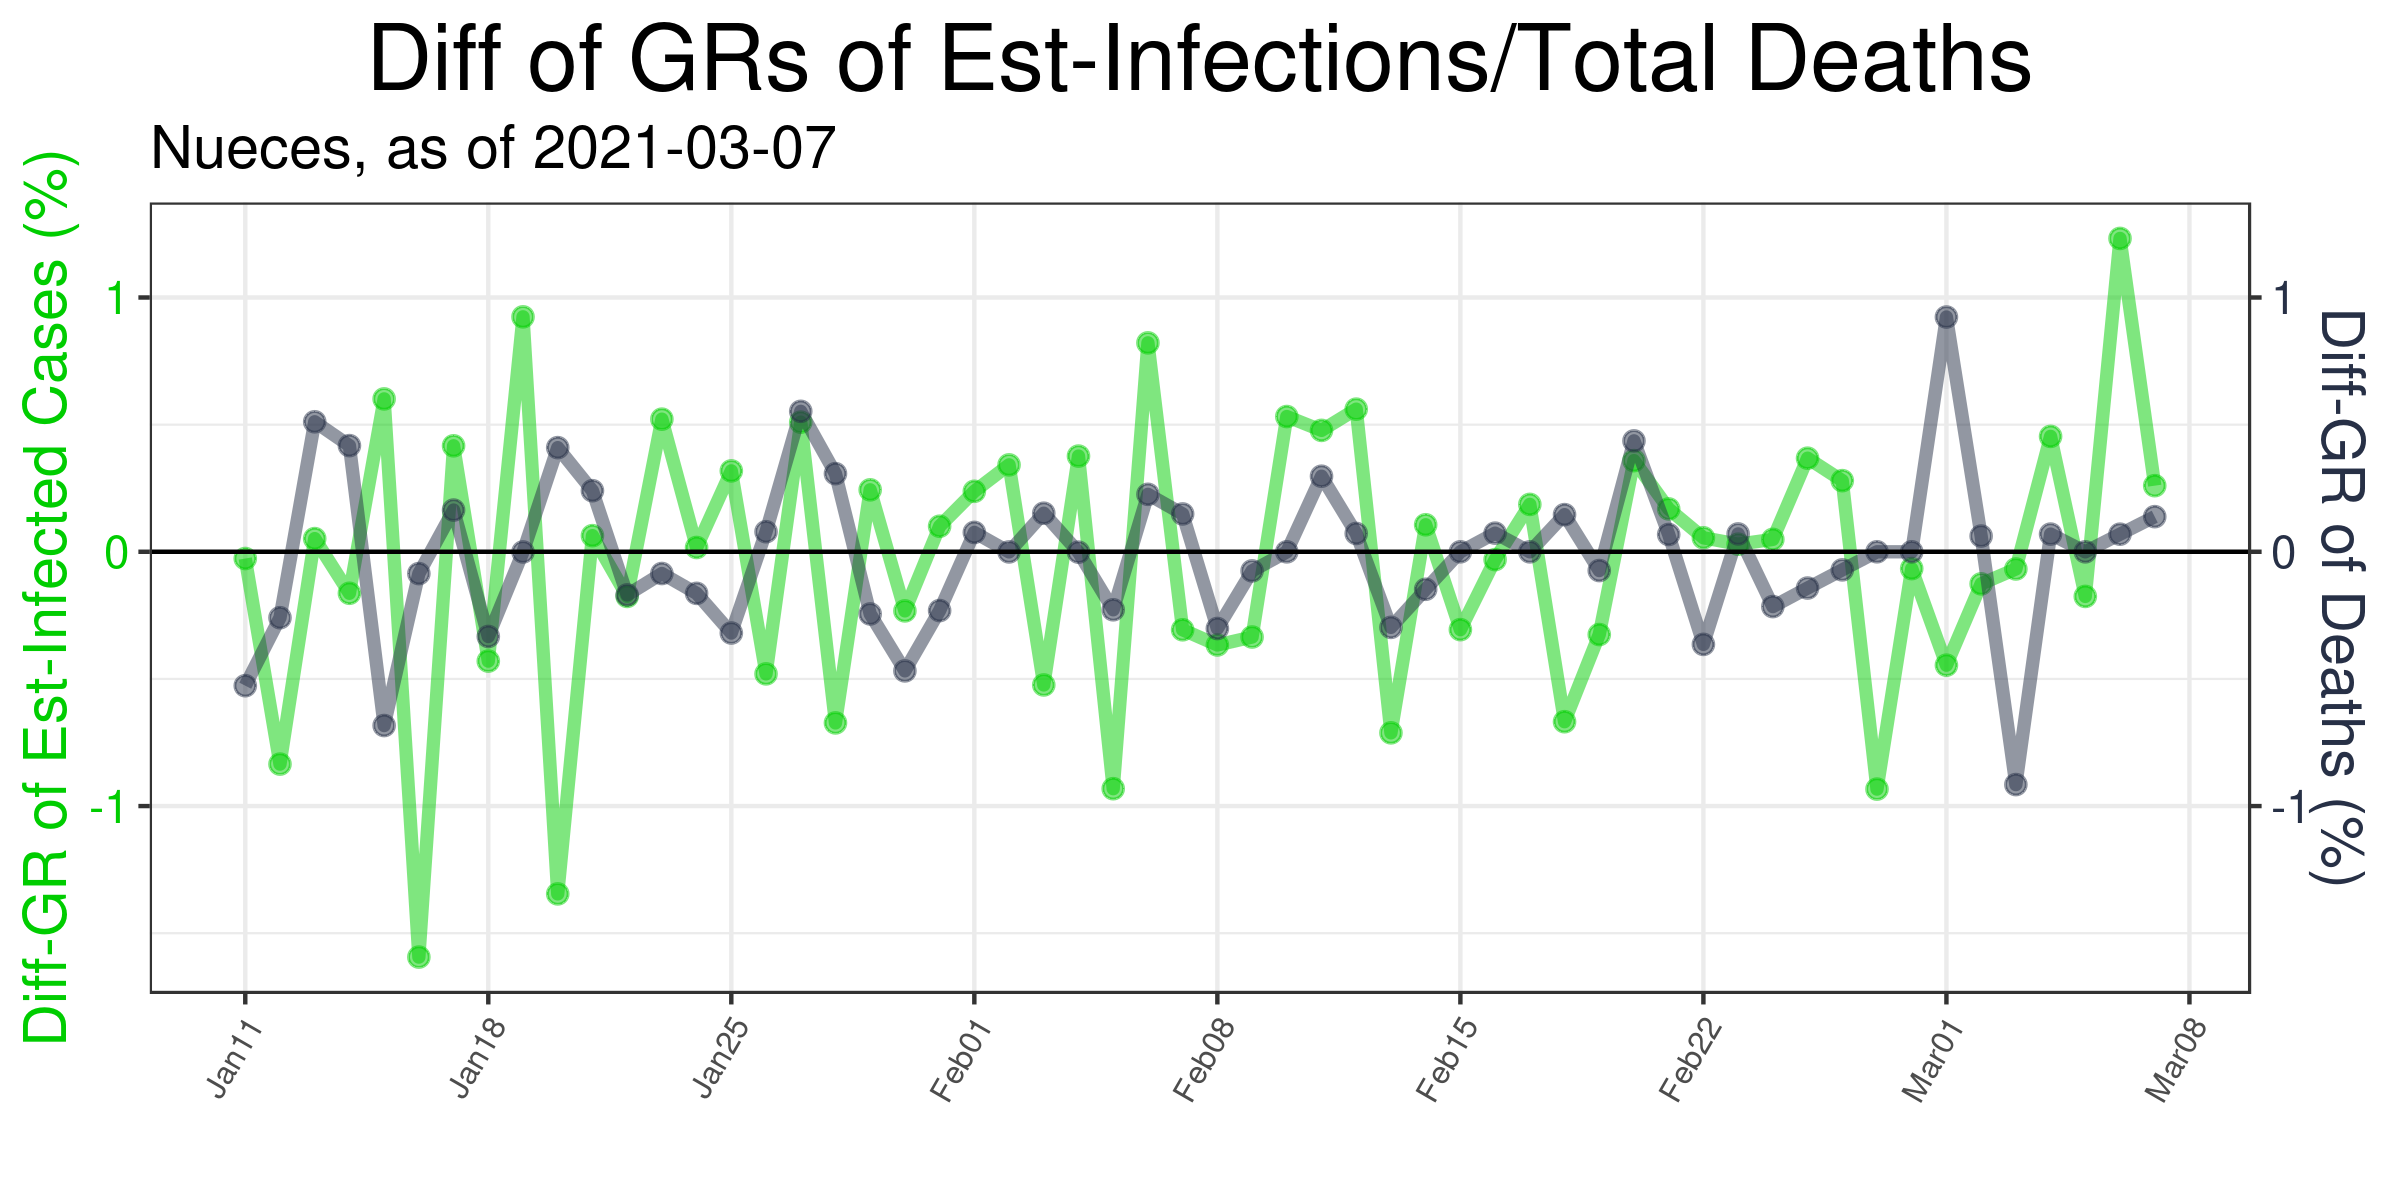 Diff of GRs of Est-Infections/Total Deaths
Nueces, as of 2021-03-07
Diff-GR of Est-Infected Cases (%)
1
0
-1
1
0
-1
Diff-GR of Deaths (%)
Jan11
Jan18
Jan25
Feb01
Feb08
Feb15
Feb22
Mar01
Mar08